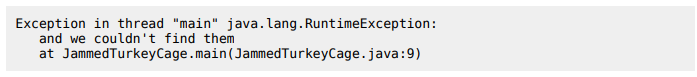 Exception in thread "main" java.lang.RuntimeException:
   and we couldn't find them
   at JammedTurkeyCage.main(JammedTurkeyCage.java:9)